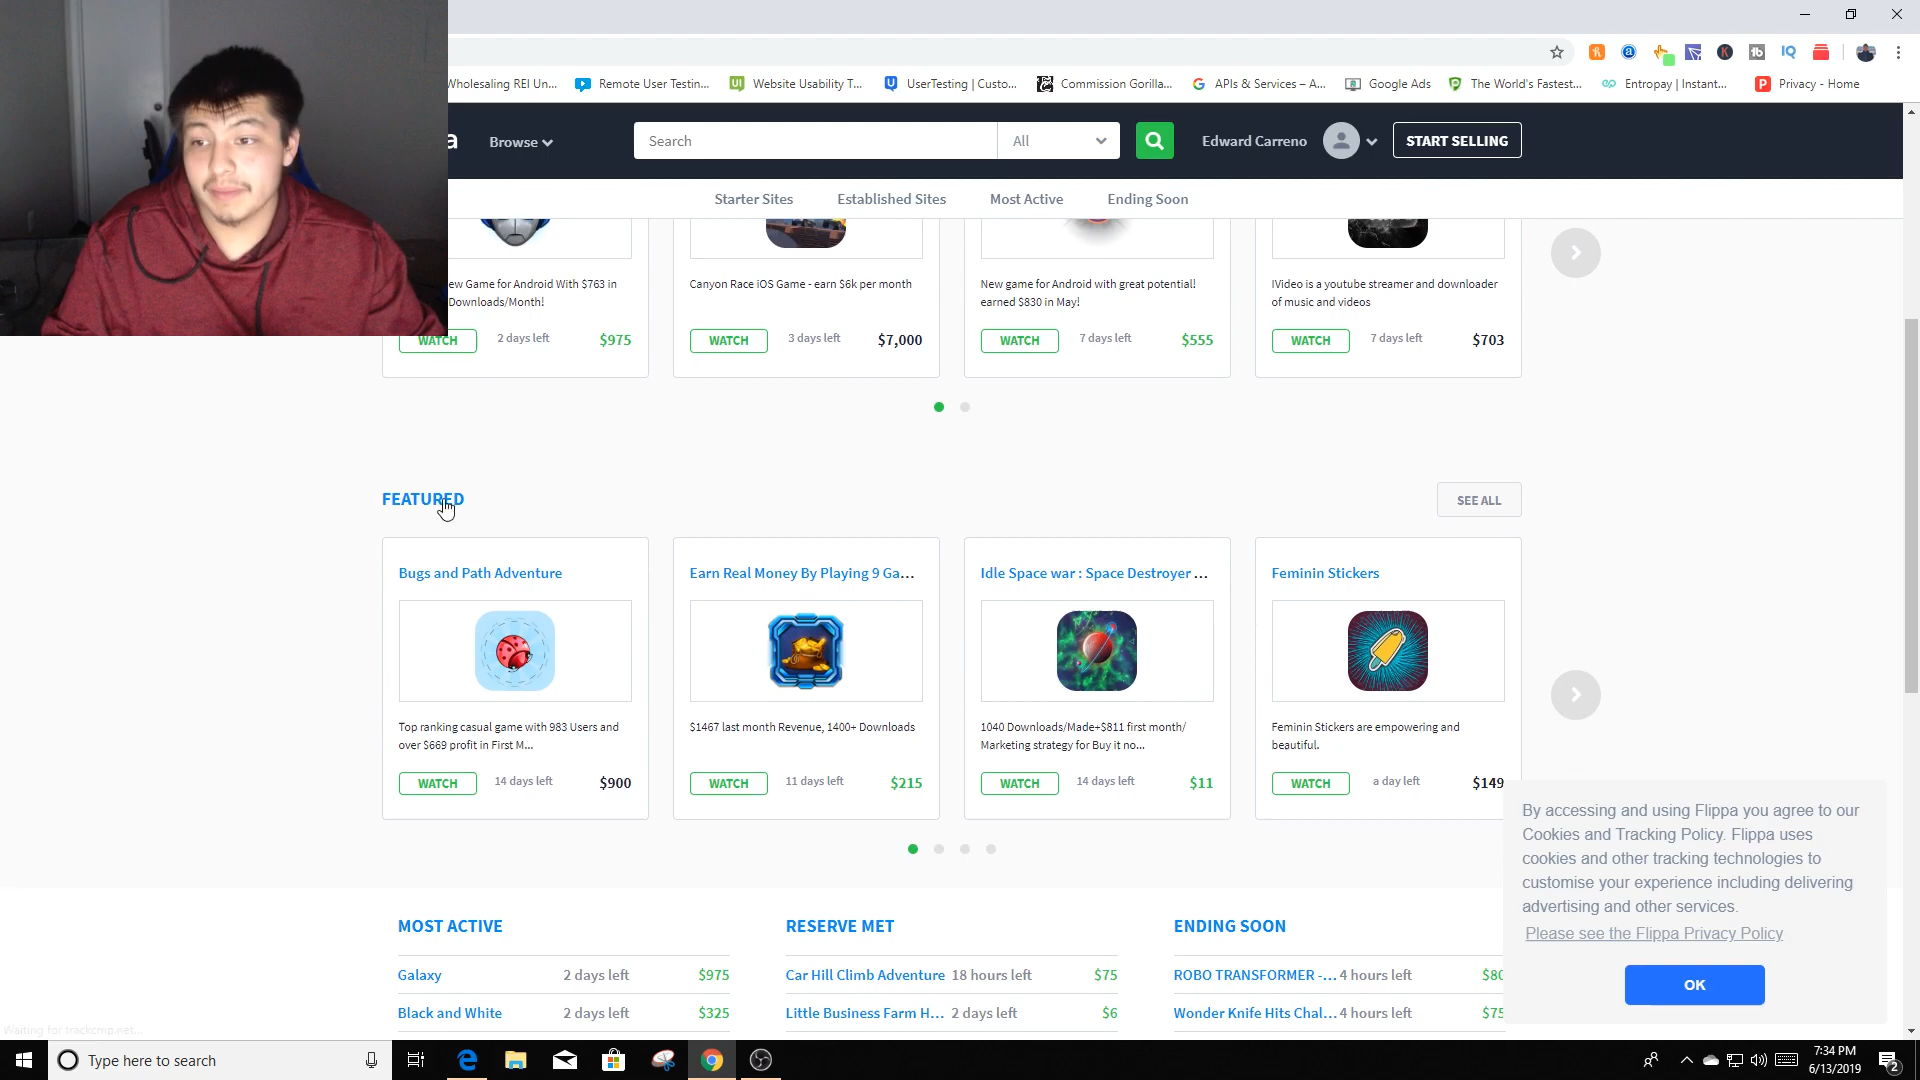 Wholesaling REI Un...
Remote User Testin...
Website Usability T...
UserTesting | Custo...
Commission Gorilla...
APIs & Services – A...
Google Ads
The World's Fastest...
Entropay | Instant...
Privacy - Home
a
Browse
Search
All
Edward Carreno
START SELLING
Starter Sites
Established Sites
Most Active
Ending Soon
ew Game for Android With $763 in
Downloads/Month!
WATCH 2 days left $975
Canyon Race iOS Game - earn $6k per month
WATCH 3 days left $7,000
New game for Android with great potential!
earned $830 in May!
WATCH 7 days left $555
IVideo is a youtube streamer and downloader
of music and videos
WATCH 7 days left $703
FEATURED
SEE ALL
Bugs and Path Adventure
Top ranking casual game with 983 Users and
over $669 profit in First M...
WATCH 14 days left $900
Earn Real Money By Playing 9 Ga...
$1467 last month Revenue, 1400+ Downloads
WATCH 11 days left $215
Idle Space war : Space Destroyer ...
1040 Downloads/Made+$811 first month/
Marketing strategy for Buy it no...
WATCH 14 days left $11
Feminin Stickers
Feminin Stickers are empowering and
beautiful.
WATCH a day left $149
By accessing and using Flippa you agree to our
Cookies and Tracking Policy. Flippa uses
cookies and other tracking technologies to
customise your experience including delivering
advertising and other services.
Please see the Flippa Privacy Policy
OK
MOST ACTIVE
Galaxy 2 days left $975
Black and White 2 days left $325
RESERVE MET
Car Hill Climb Adventure 18 hours left $75
Little Business Farm H... 2 days left $6
ENDING SOON
ROBO TRANSFORMER -... 4 hours left $80
Wonder Knife Hits Chal... 4 hours left $75
Waiting for trackcmp.net...
Type here to search
7:34 PM
6/13/2019
2